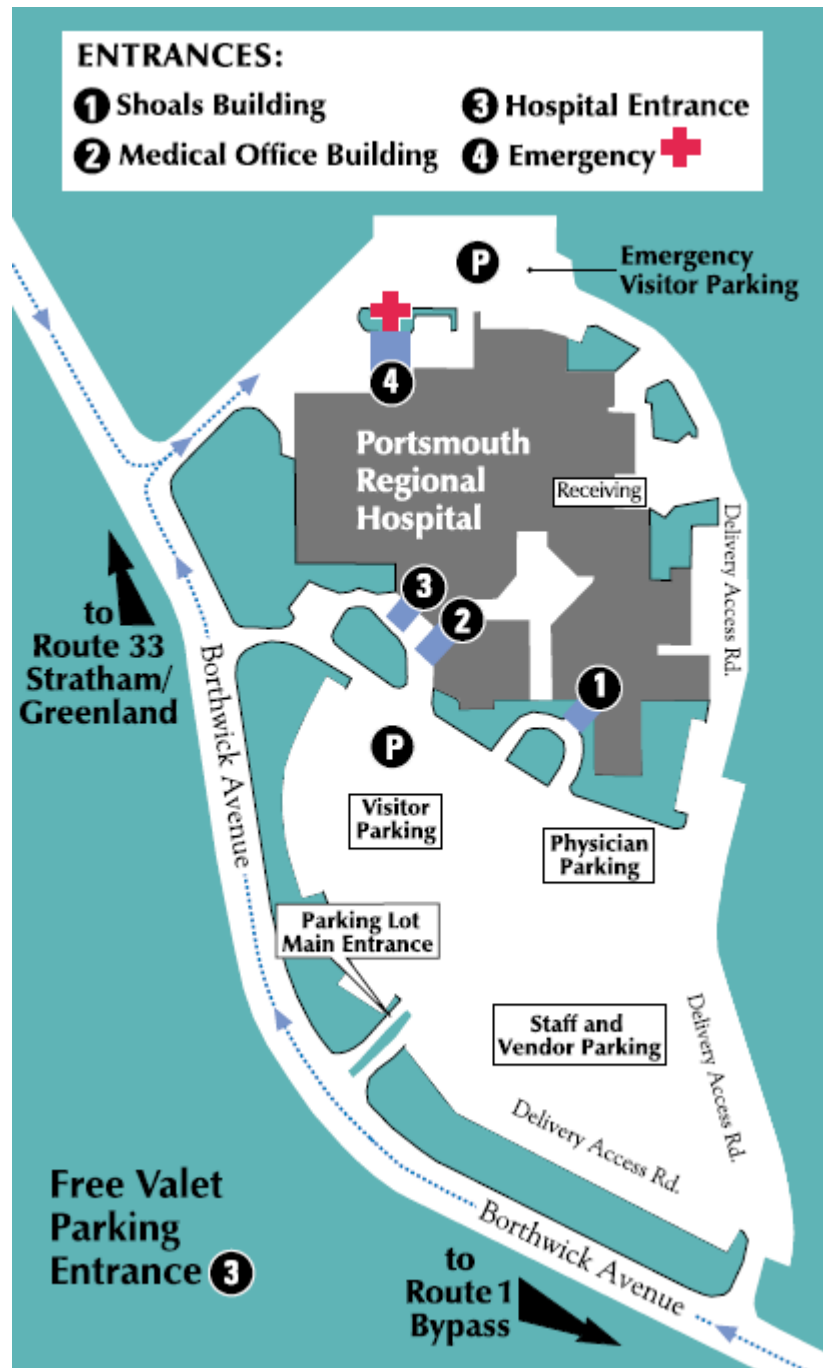 ENTRANCES:
1 Shoals Building
2 Medical Office Building
3 Hospital Entrance
4 Emergency
P
Emergency
Visitor Parking
4
Portsmouth
Regional
Hospital
Receiving
Delivery Access Rd.
3
2
1
to
Route 33
Stratham/
Greenland
Borthwick Avenue
P
Visitor
Parking
Physician
Parking
Parking Lot
Main Entrance
Staff and
Vendor Parking
Delivery Access Rd.
Delivery Access Rd.
Free Valet
Parking
Entrance 3
Borthwick Avenue
to
Route 1
Bypass